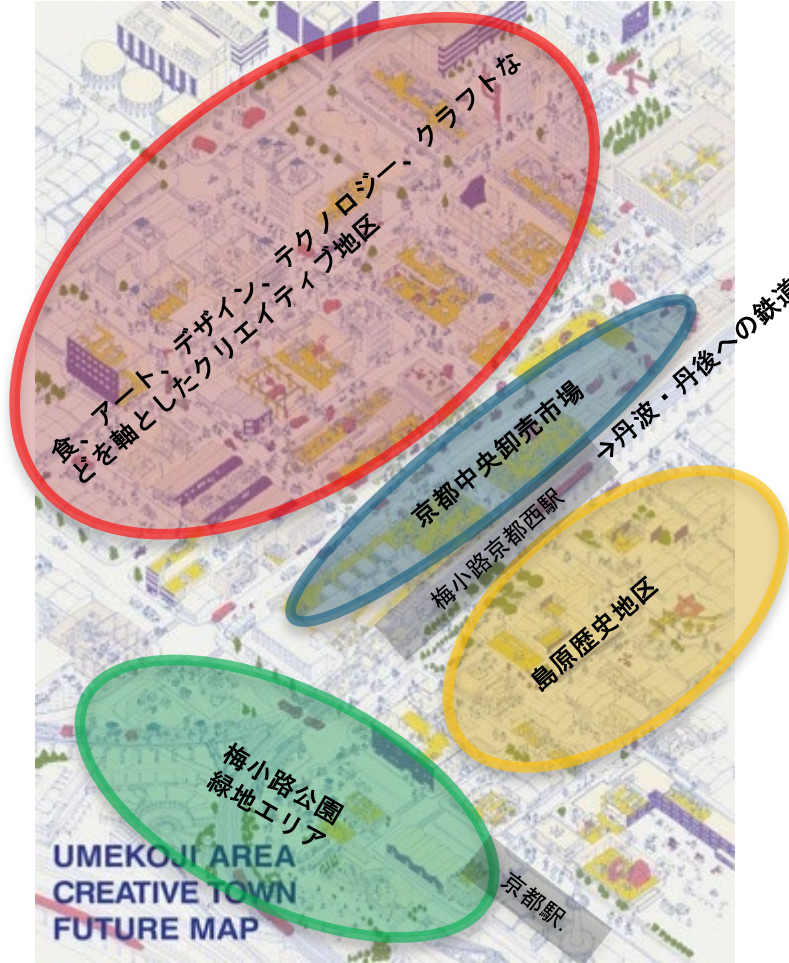 食、アート、デザイン、テクノロジー、クラフトな
どを軸としたクリエイティブ地区
→丹波・丹後への鉄道
京都中央卸売市場
梅小路京都西駅
島原歴史地区
梅小路公園
緑地エリア
UMEKOJI AREA
CREATIVE TOWN
FUTURE MAP
京都駅.